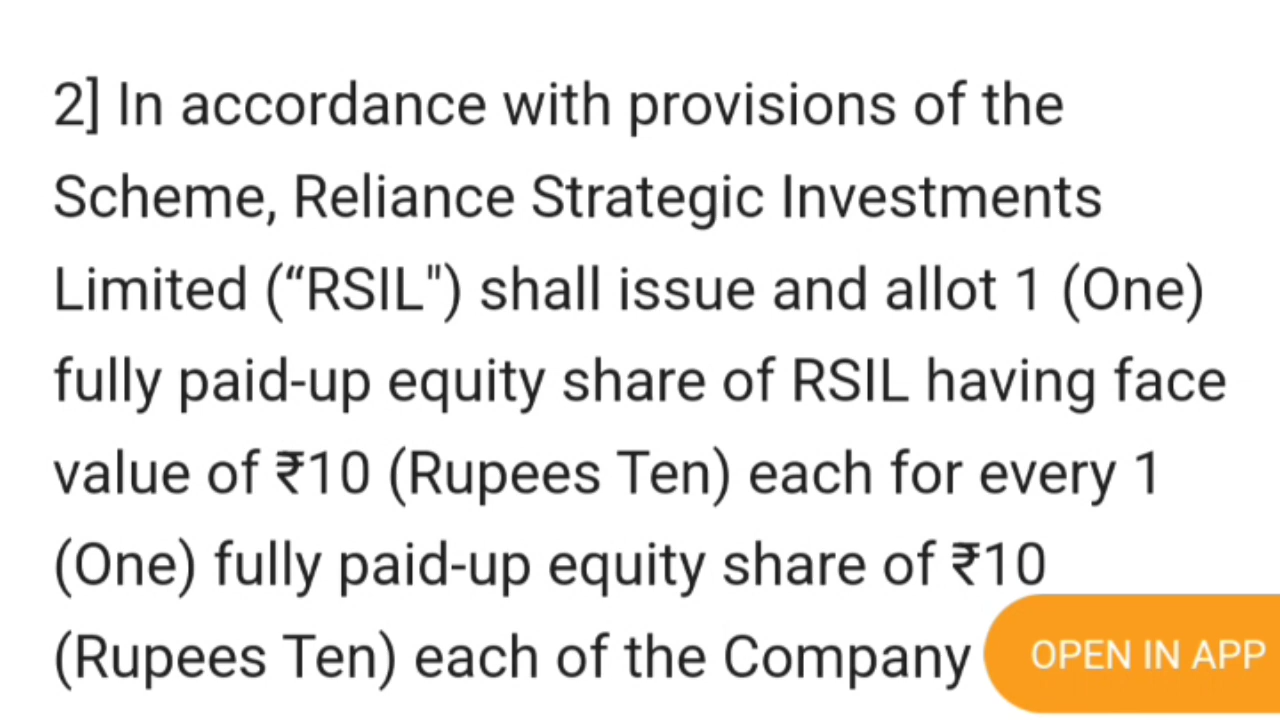 2] In accordance with provisions of the
Scheme, Reliance Strategic Investments
Limited (“RSIL") shall issue and allot 1 (One)
fully paid-up equity share of RSIL having face
value of ₹10 (Rupees Ten) each for every 1
(One) fully paid-up equity share of ₹10
(Rupees Ten) each of the Company
OPEN IN APP